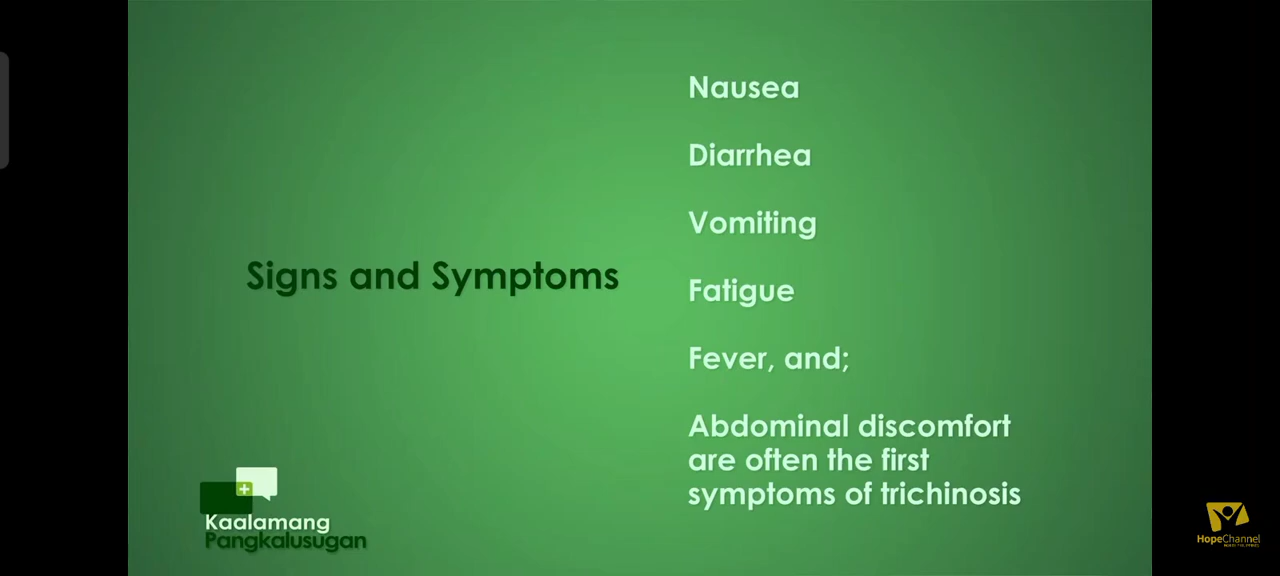 Signs and Symptoms
Nausea
Diarrhea
Vomiting
Fatigue
Fever, and;
Abdominal discomfort
are often the first
symptoms of trichinosis
Kaalamang
Pangkalusugan
HopeChannel